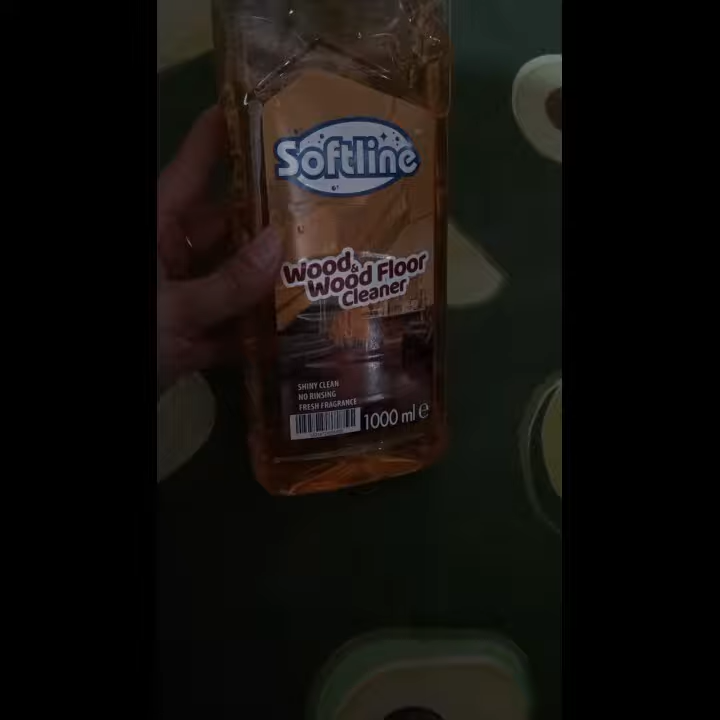 Softline
Wood &
Wood Floor
Cleaner
SHINY CLEAN
NO RINSING
FRESH FRAGRANCE
1000 ml e